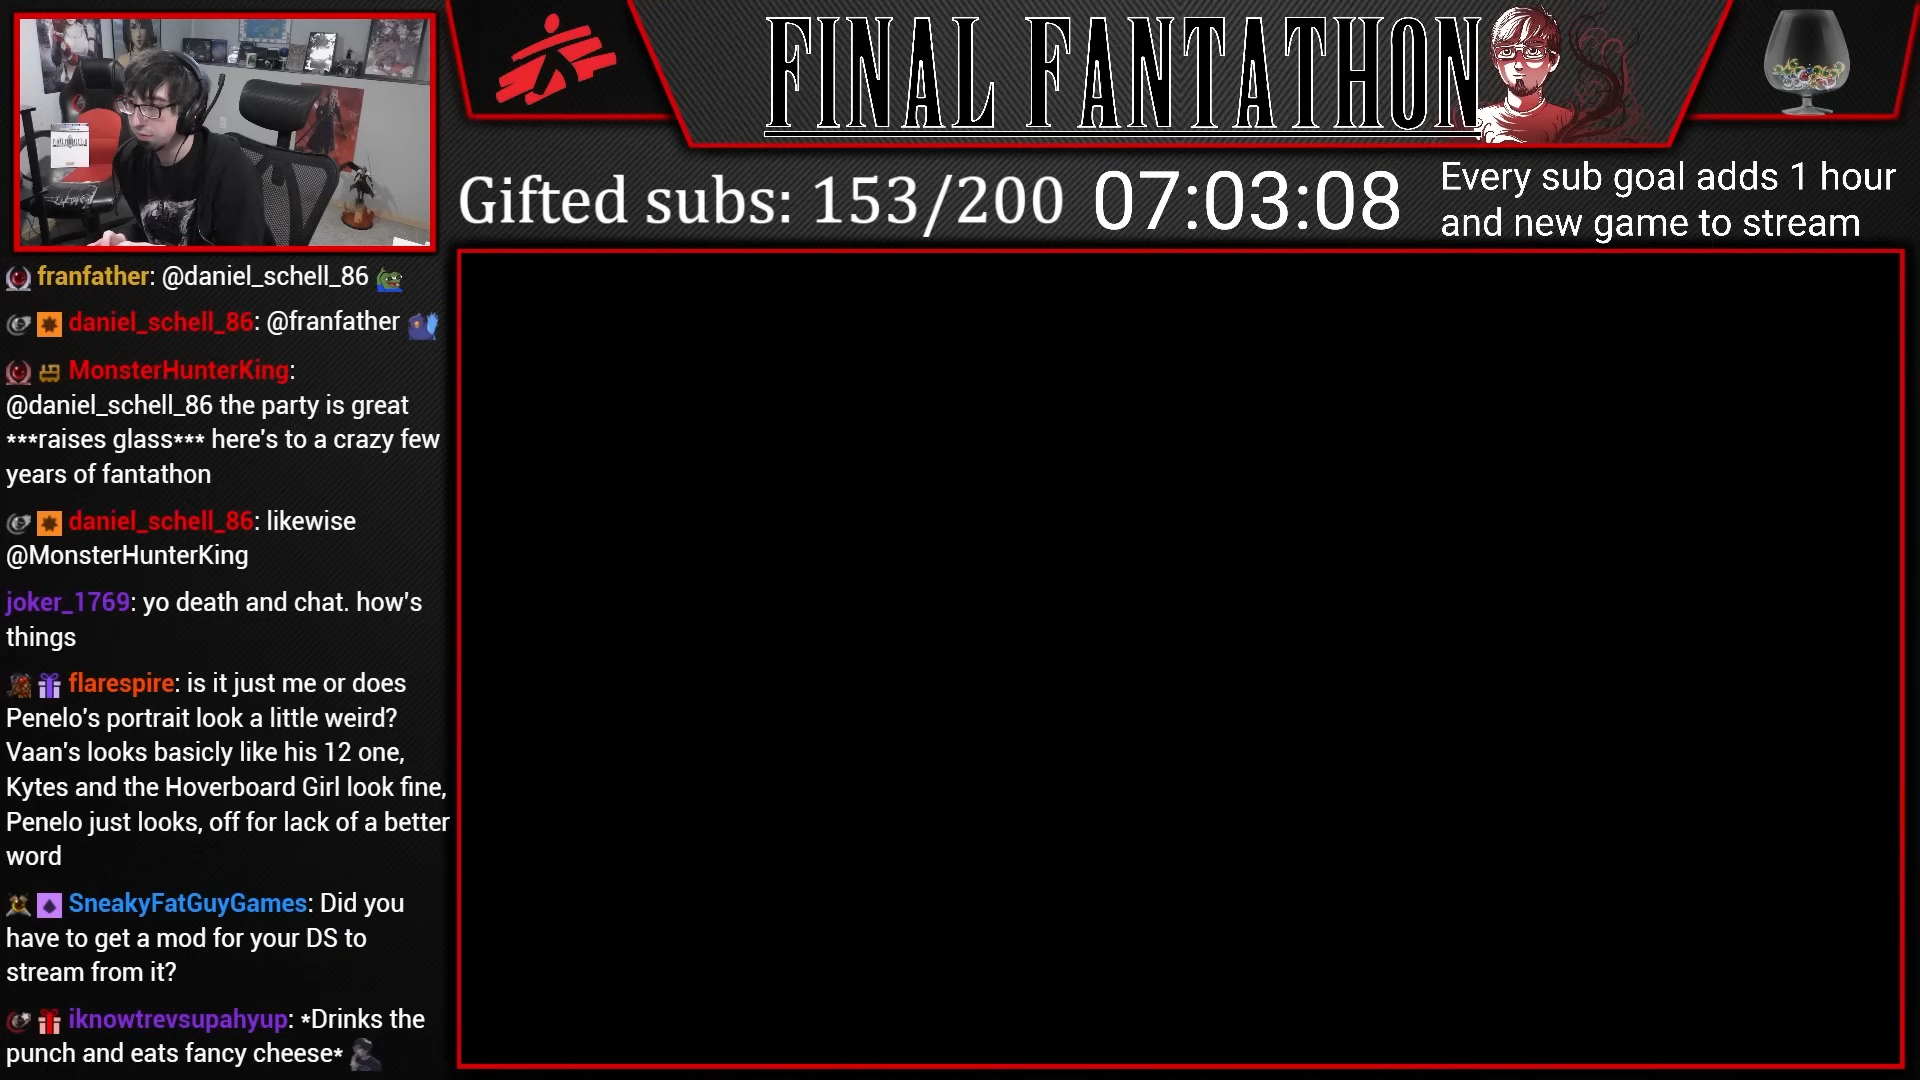 FINAL FANTATHON
Gifted subs: 153/200
07:03:08
Every sub goal adds 1 hour
and new game to stream
franfather: @daniel_schell_86
daniel_schell_86: @franfather
MonsterHunterKing:
@daniel_schell_86 the party is great
***raises glass*** here's to a crazy few
years of fantathon
daniel_schell_86: likewise
@MonsterHunterKing
joker_1769: yo death and chat. how's
things
flarespire: is it just me or does
Penelo's portrait look a little weird?
Vaan's looks basicly like his 12 one,
Kytes and the Hoverboard Girl look fine,
Penelo just looks, off for lack of a better
word
SneakyFatGuyGames: Did you
have to get a mod for your DS to
stream from it?
iknowtrevsupahyup: *Drinks the
punch and eats fancy cheese*